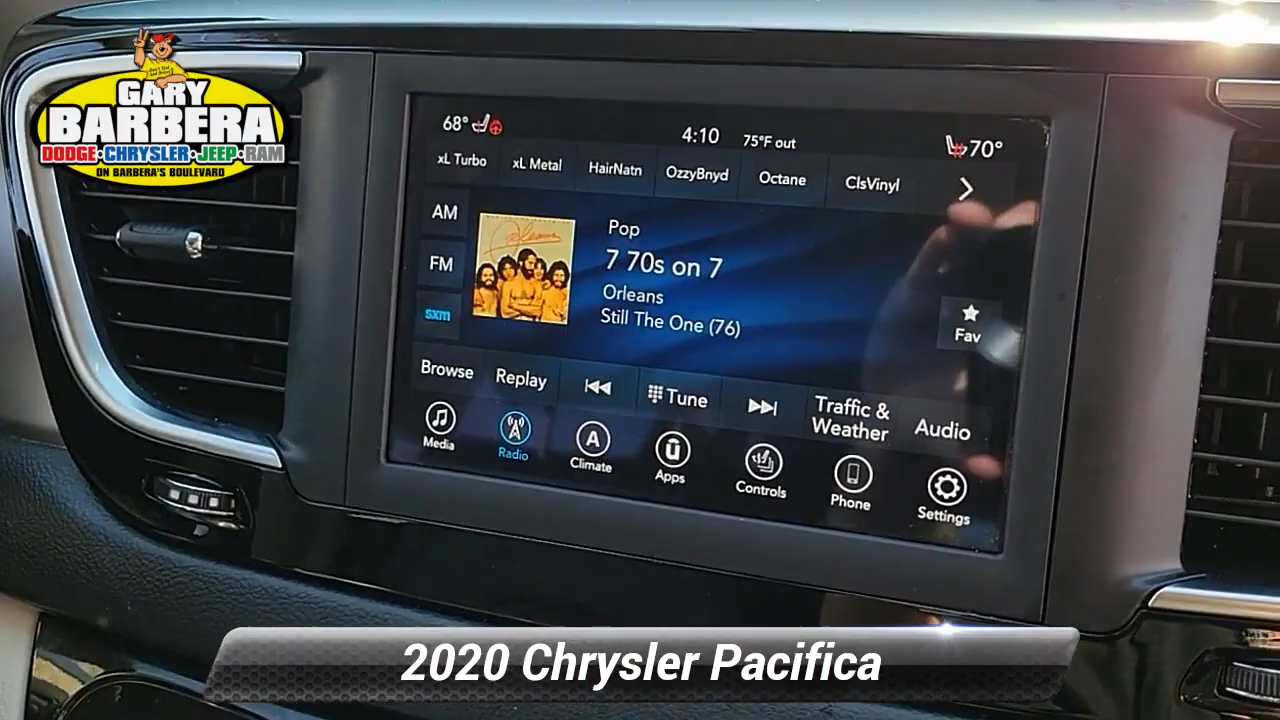 GARY
BARBERA
DODGE·CHRYSLER·JEEP·RAM
ON BARBERA'S BOULEVARD
68° 4:10 75°F out 70°
xL Turbo xL Metal HairNatn OzzyBnyd Octane ClsVinyl
AM
FM
sxm
Orleans
Pop
7 70s on 7
Orleans
Still The One (76)
Fav
Browse Replay Tune Traffic & Weather Audio
Media Radio Climate Apps Controls Phone Settings
2020 Chrysler Pacifica